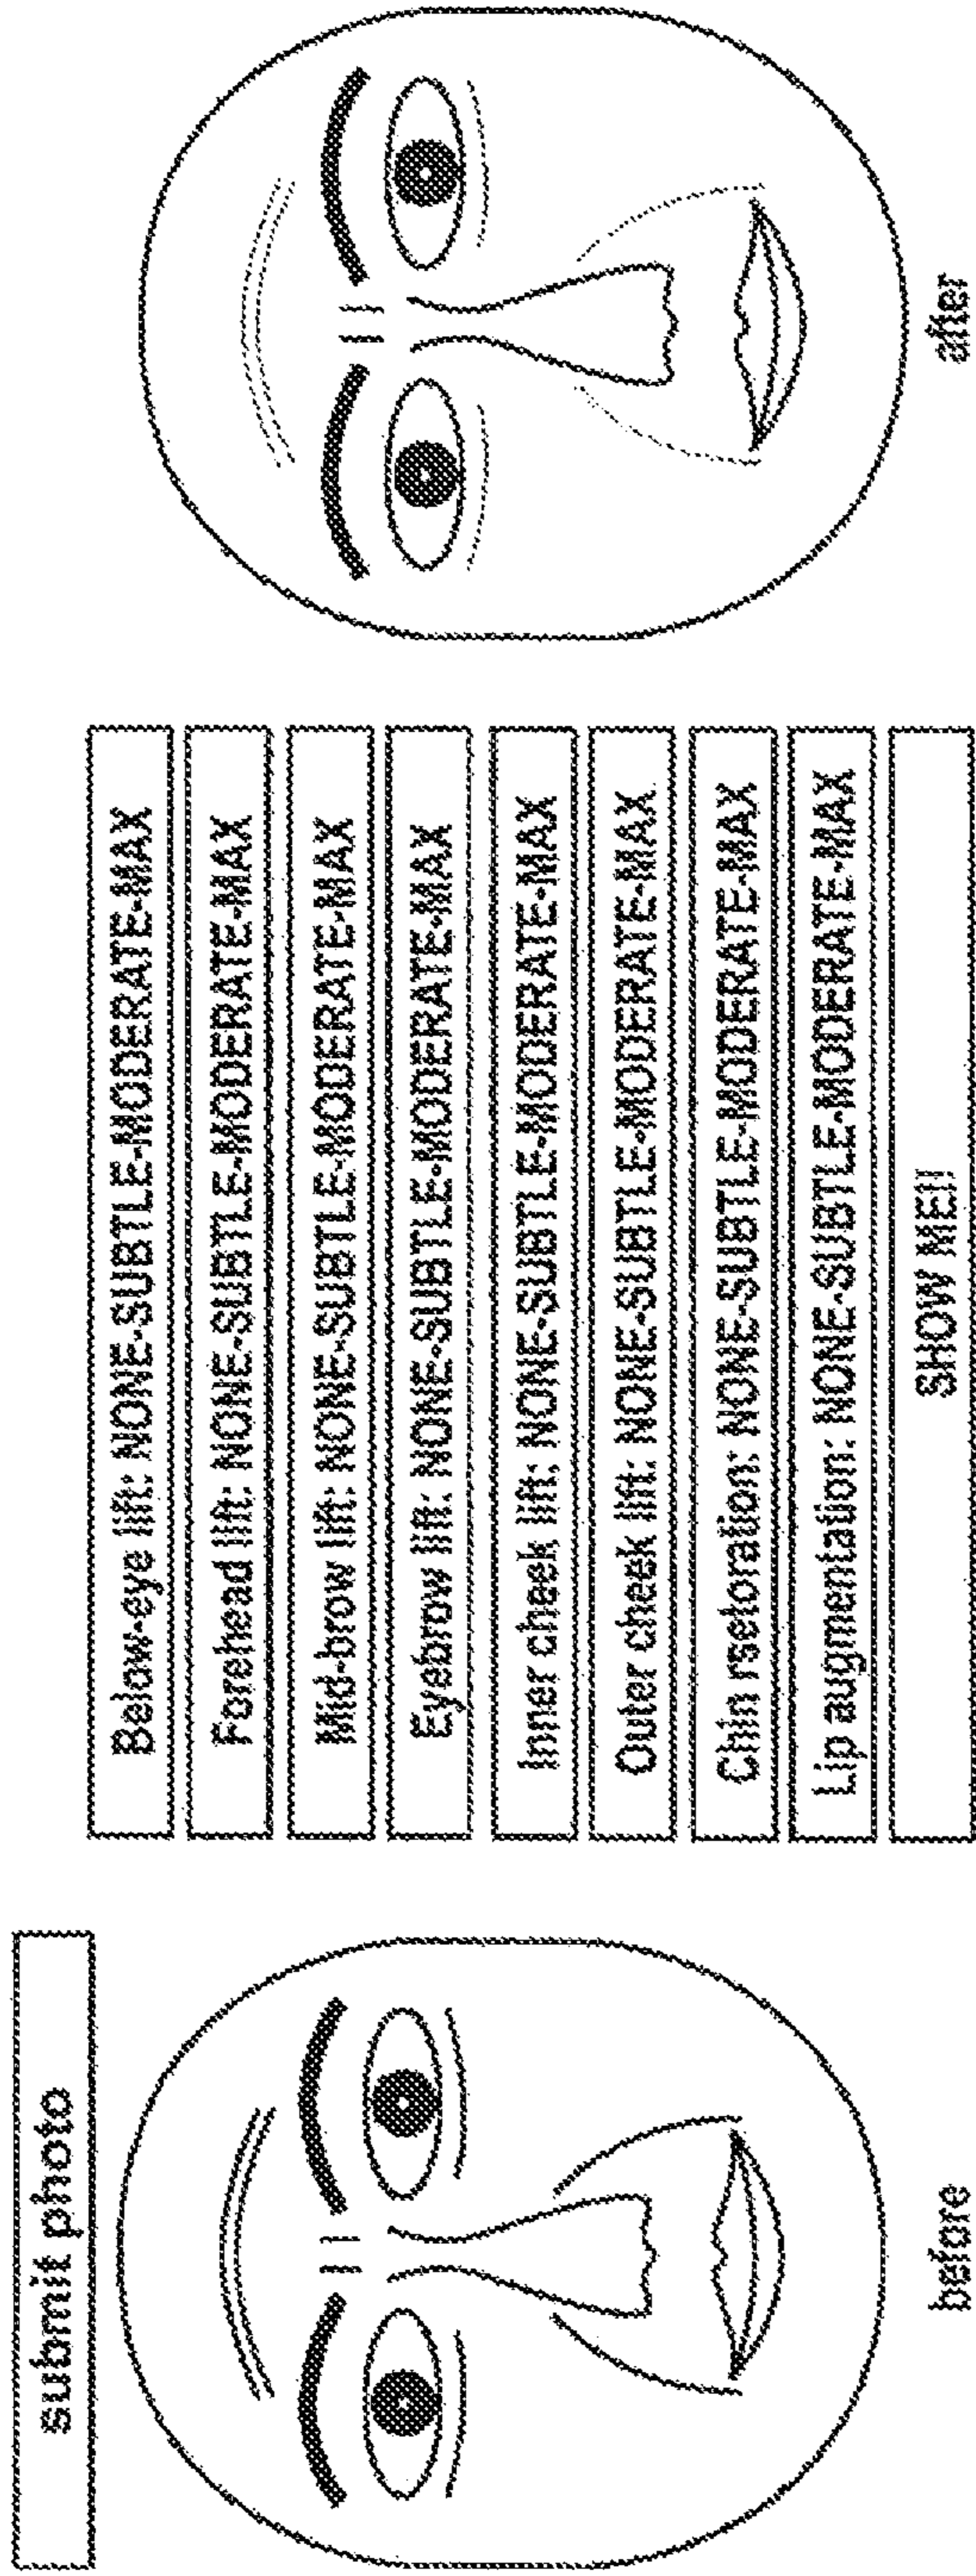 submit photo
before
Below-eye lift: NONE-SUBTLE-MODERATE-MAX
Forehead lift: NONE-SUBTLE-MODERATE-MAX
Mid-brow lift: NONE-SUBTLE-MODERATE-MAX
Eyebrow lift: NONE-SUBTLE-MODERATE-MAX
Inner cheek lift: NONE-SUBTLE-MODERATE-MAX
Outer cheek lift: NONE-SUBTLE-MODERATE-MAX
Chin rsetoration: NONE-SUBTLE-MODERATE-MAX
Lip augmentation: NONE-SUBTLE-MODERATE-MAX
SHOW ME!!
after